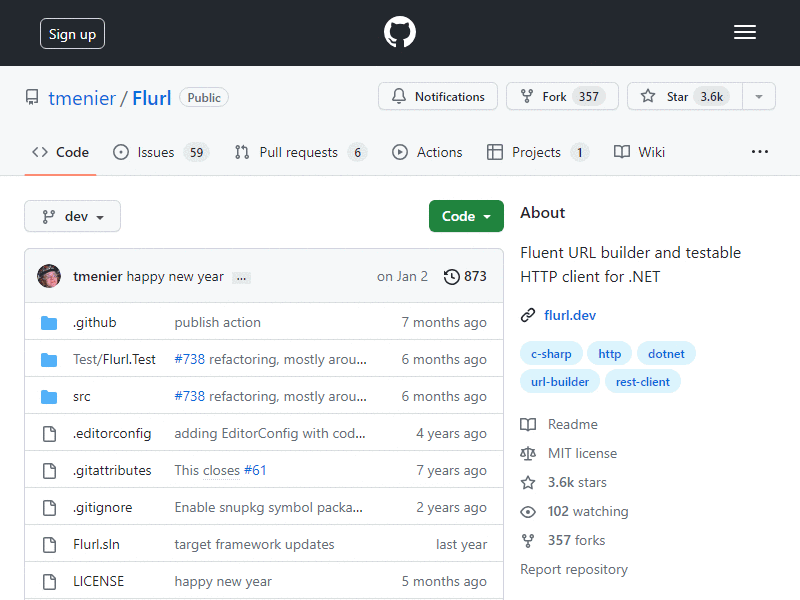 Sign up
tmenier / Flurl Public
Notifications Fork 357 Star 3.6k
Code Issues 59 Pull requests 6 Actions Projects 1 Wiki ...
dev Code
tmenier happy new year ... on Jan 2 873
.github publish action 7 months ago
Test/Flurl.Test #738 refactoring, mostly arou... 6 months ago
src #738 refactoring, mostly arou... 6 months ago
.editorconfig adding EditorConfig with cod... 4 years ago
.gitattributes This closes #61 7 years ago
.gitignore Enable snupkg symbol packa... 2 years ago
Flurl.sln target framework updates last year
LICENSE happy new year 5 months ago
About
Fluent URL builder and testable
HTTP client for .NET
flurl.dev
c-sharp http dotnet
url-builder rest-client
Readme
MIT license
3.6k stars
102 watching
357 forks
Report repository